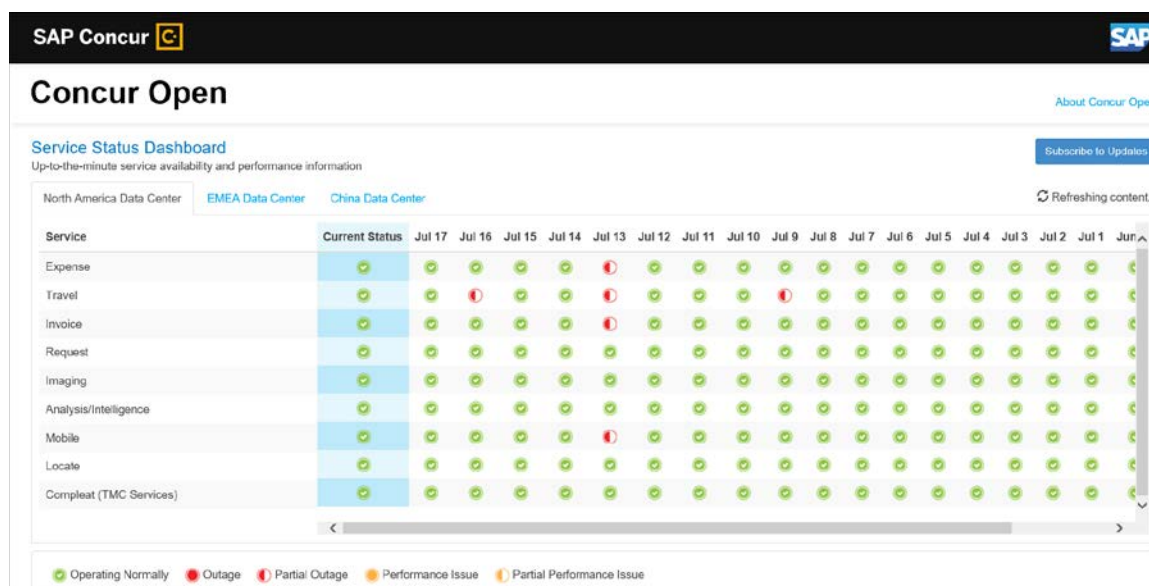 SAP Concur C
SAP
Concur Open
About Concur Ope
Service Status Dashboard
Subscribe to Updates
Up-to-the-minute service availability and performance information
North America Data Center EMEA Data Center China Data Center Refreshing content
Service Current Status Jul 17 Jul 16 Jul 15 Jul 14 Jul 13 Jul 12 Jul 11 Jul 10 Jul 9 Jul 8 Jul 7 Jul 6 Jul 5 Jul 4 Jul 3 Jul 2 Jul 1 Jun
Expense
Travel
Invoice
Request
Imaging
Analysis/Intelligence
Mobile
Locate
Compleat (TMC Services)
Operating Normally Outage Partial Outage Performance Issue Partial Performance Issue